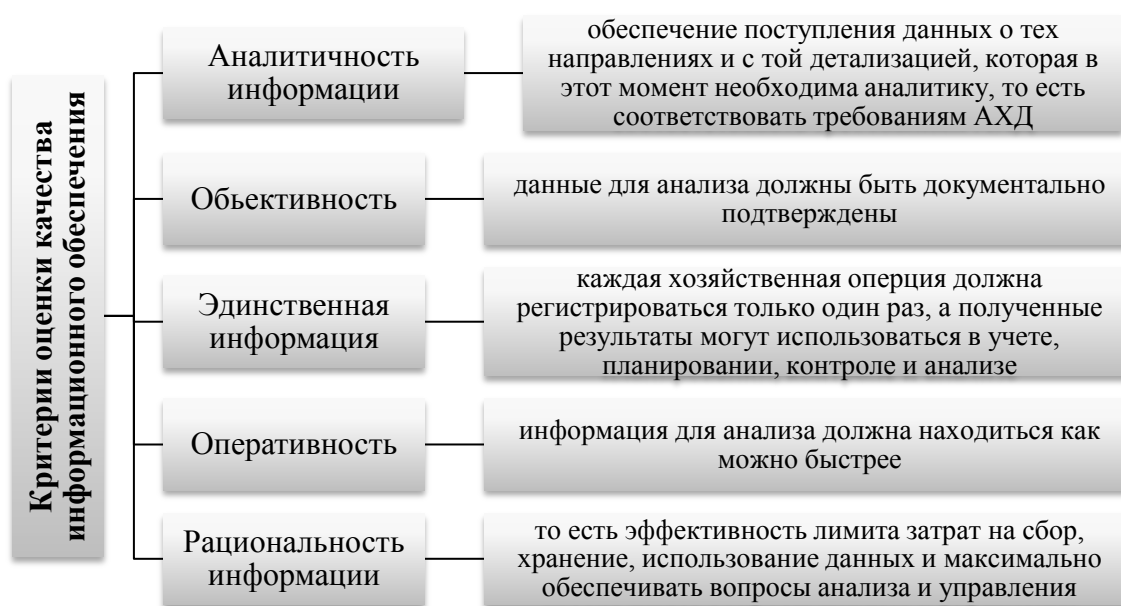 Критерии оценки качества
информационного обеспечения
Аналитичность
информации
обеспечение поступления данных о тех
направлениях и с той детализацией, которая в
этот момент необходима аналитику, то есть
соответствовать требованиям АХД
Обьективность
данные для анализа должны быть документально
подтверждены
Эдинственная
информация
каждая хозяйственная оперция должна
регистрироваться только один раз, а полученные
результаты могут использоваться в учете,
планировании, контроле и анализе
Оперативность
информация для анализа должна находиться как
можно быстрее
Рациональность
информации
то есть эффективность лимита затрат на сбор,
хранение, использование данных и максимально
обеспечивать вопросы анализа и управления